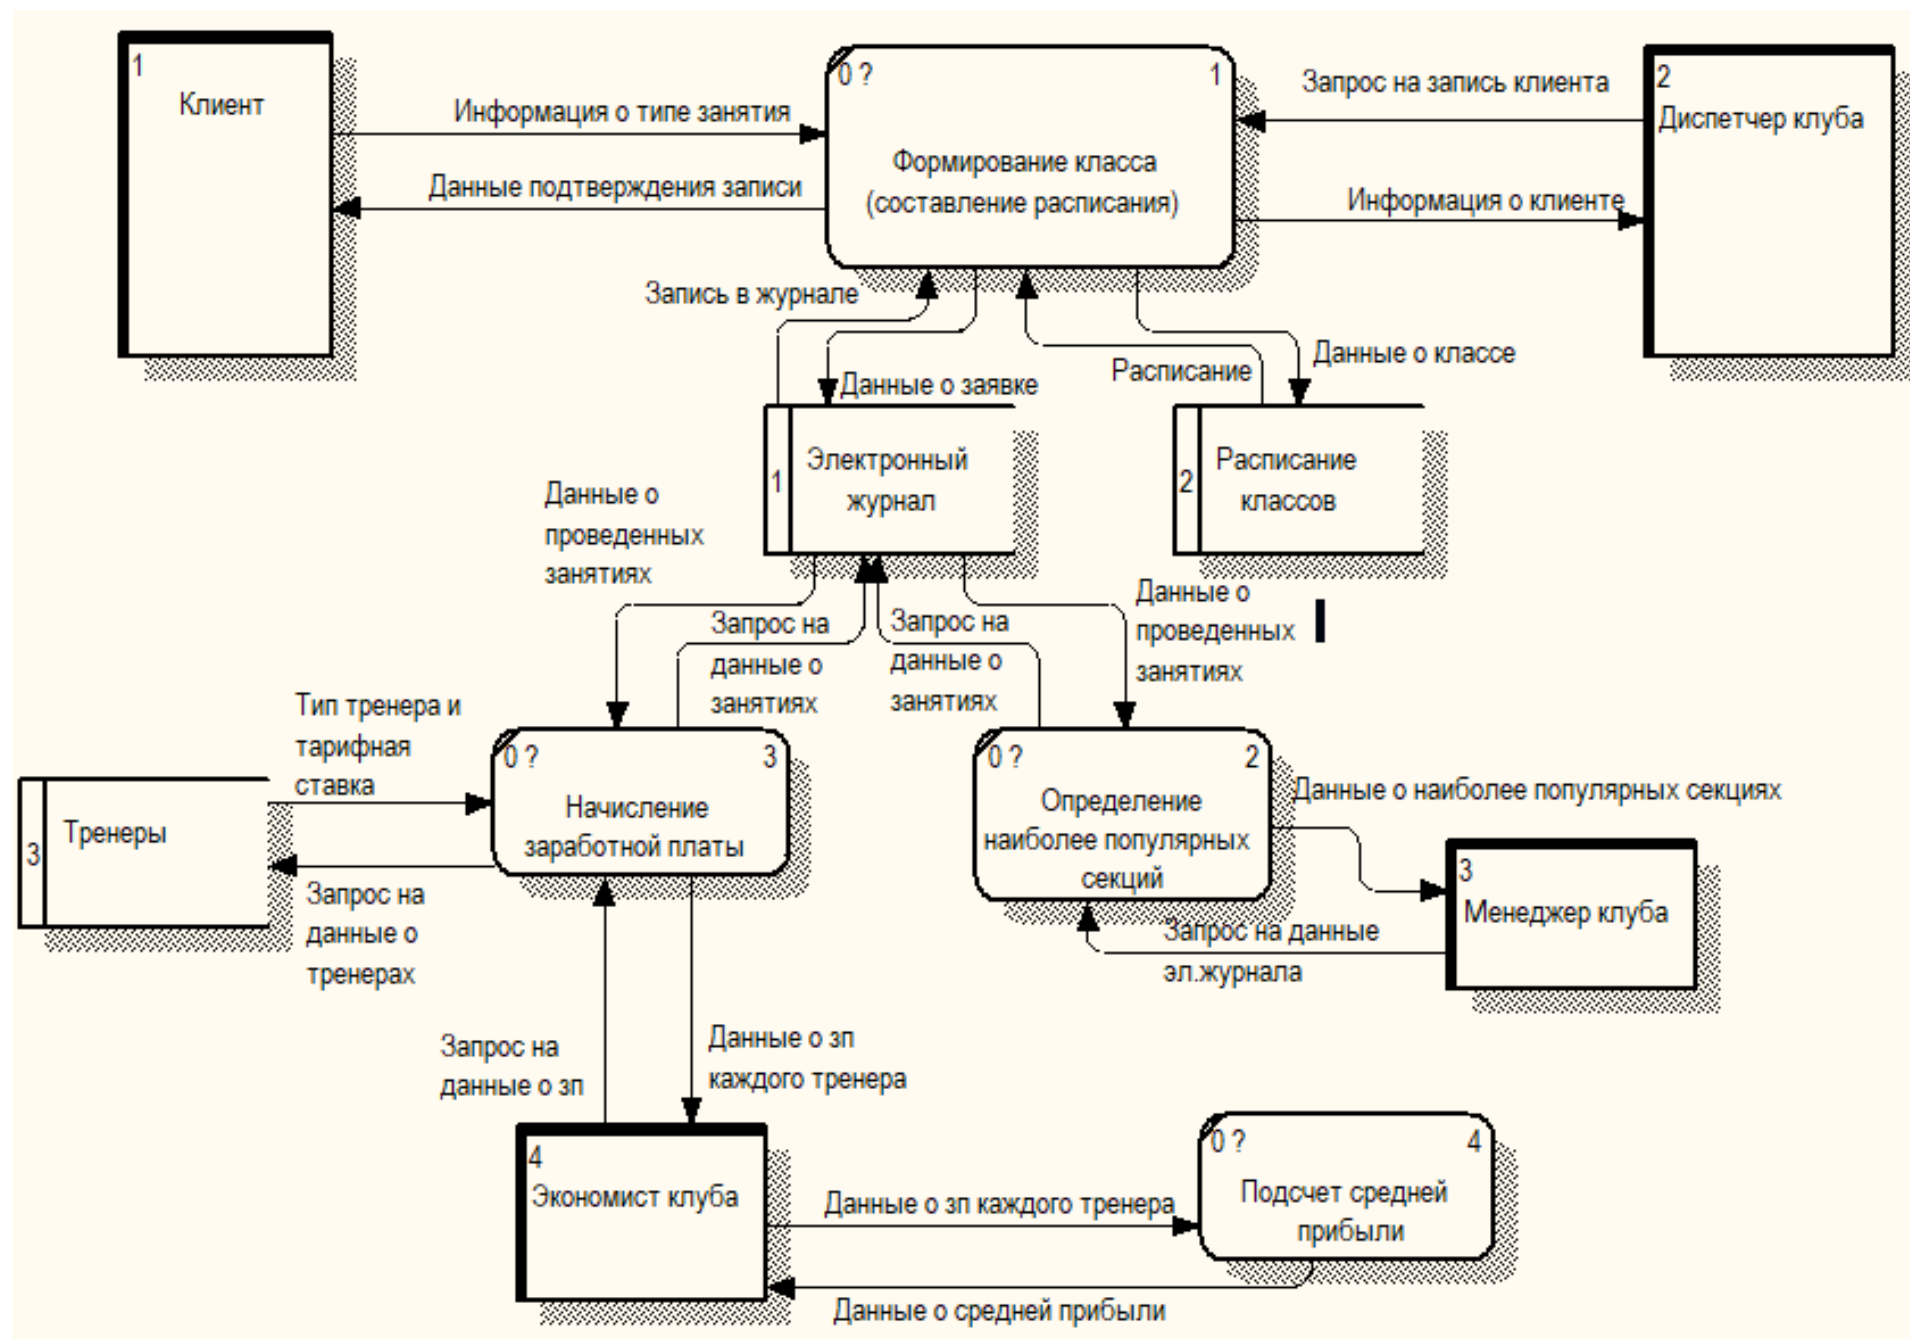 1
Клиент
Информация о типе занятия
Данные подтверждения записи
0 ?
1
Формирование класса
(составление расписания)
Запрос на запись клиента
Информация о клиенте
2
Диспетчер клуба
Запись в журнале
Данные о заявке
Расписание
Данные о классе
1
Электронный
журнал
2
Расписание
классов
Данные о
проведенных
занятиях
Запрос на
данные о
занятиях
Запрос на
данные о
занятиях
Данные о
проведенных
занятиях
Тип тренера и
тарифная
ставка
3
Тренеры
Запрос на
данные о
тренерах
0 ?
3
Начисление
заработной платы
0 ?
2
Определение
наиболее популярных
секций
Данные о наиболее популярных секциях
3
Менеджер клуба
Запрос на данные
эл.журнала
Запрос на
данные о зп
Данные о зп
каждого тренера
4
Экономист клуба
Данные о зп каждого тренера
Данные о средней прибыли
0 ?
4
Подсчет средней
прибыли